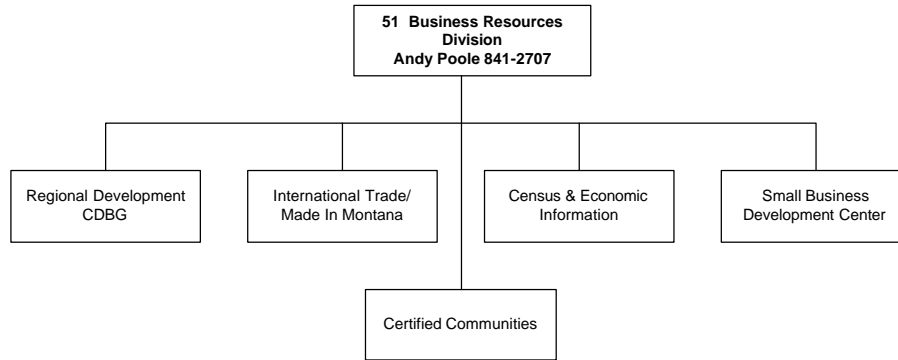 51 Business Resources
Division
Andy Poole 841-2707
Regional Development
CDBG
International Trade/
Made In Montana
Census & Economic
Information
Small Business
Development Center
Certified Communities